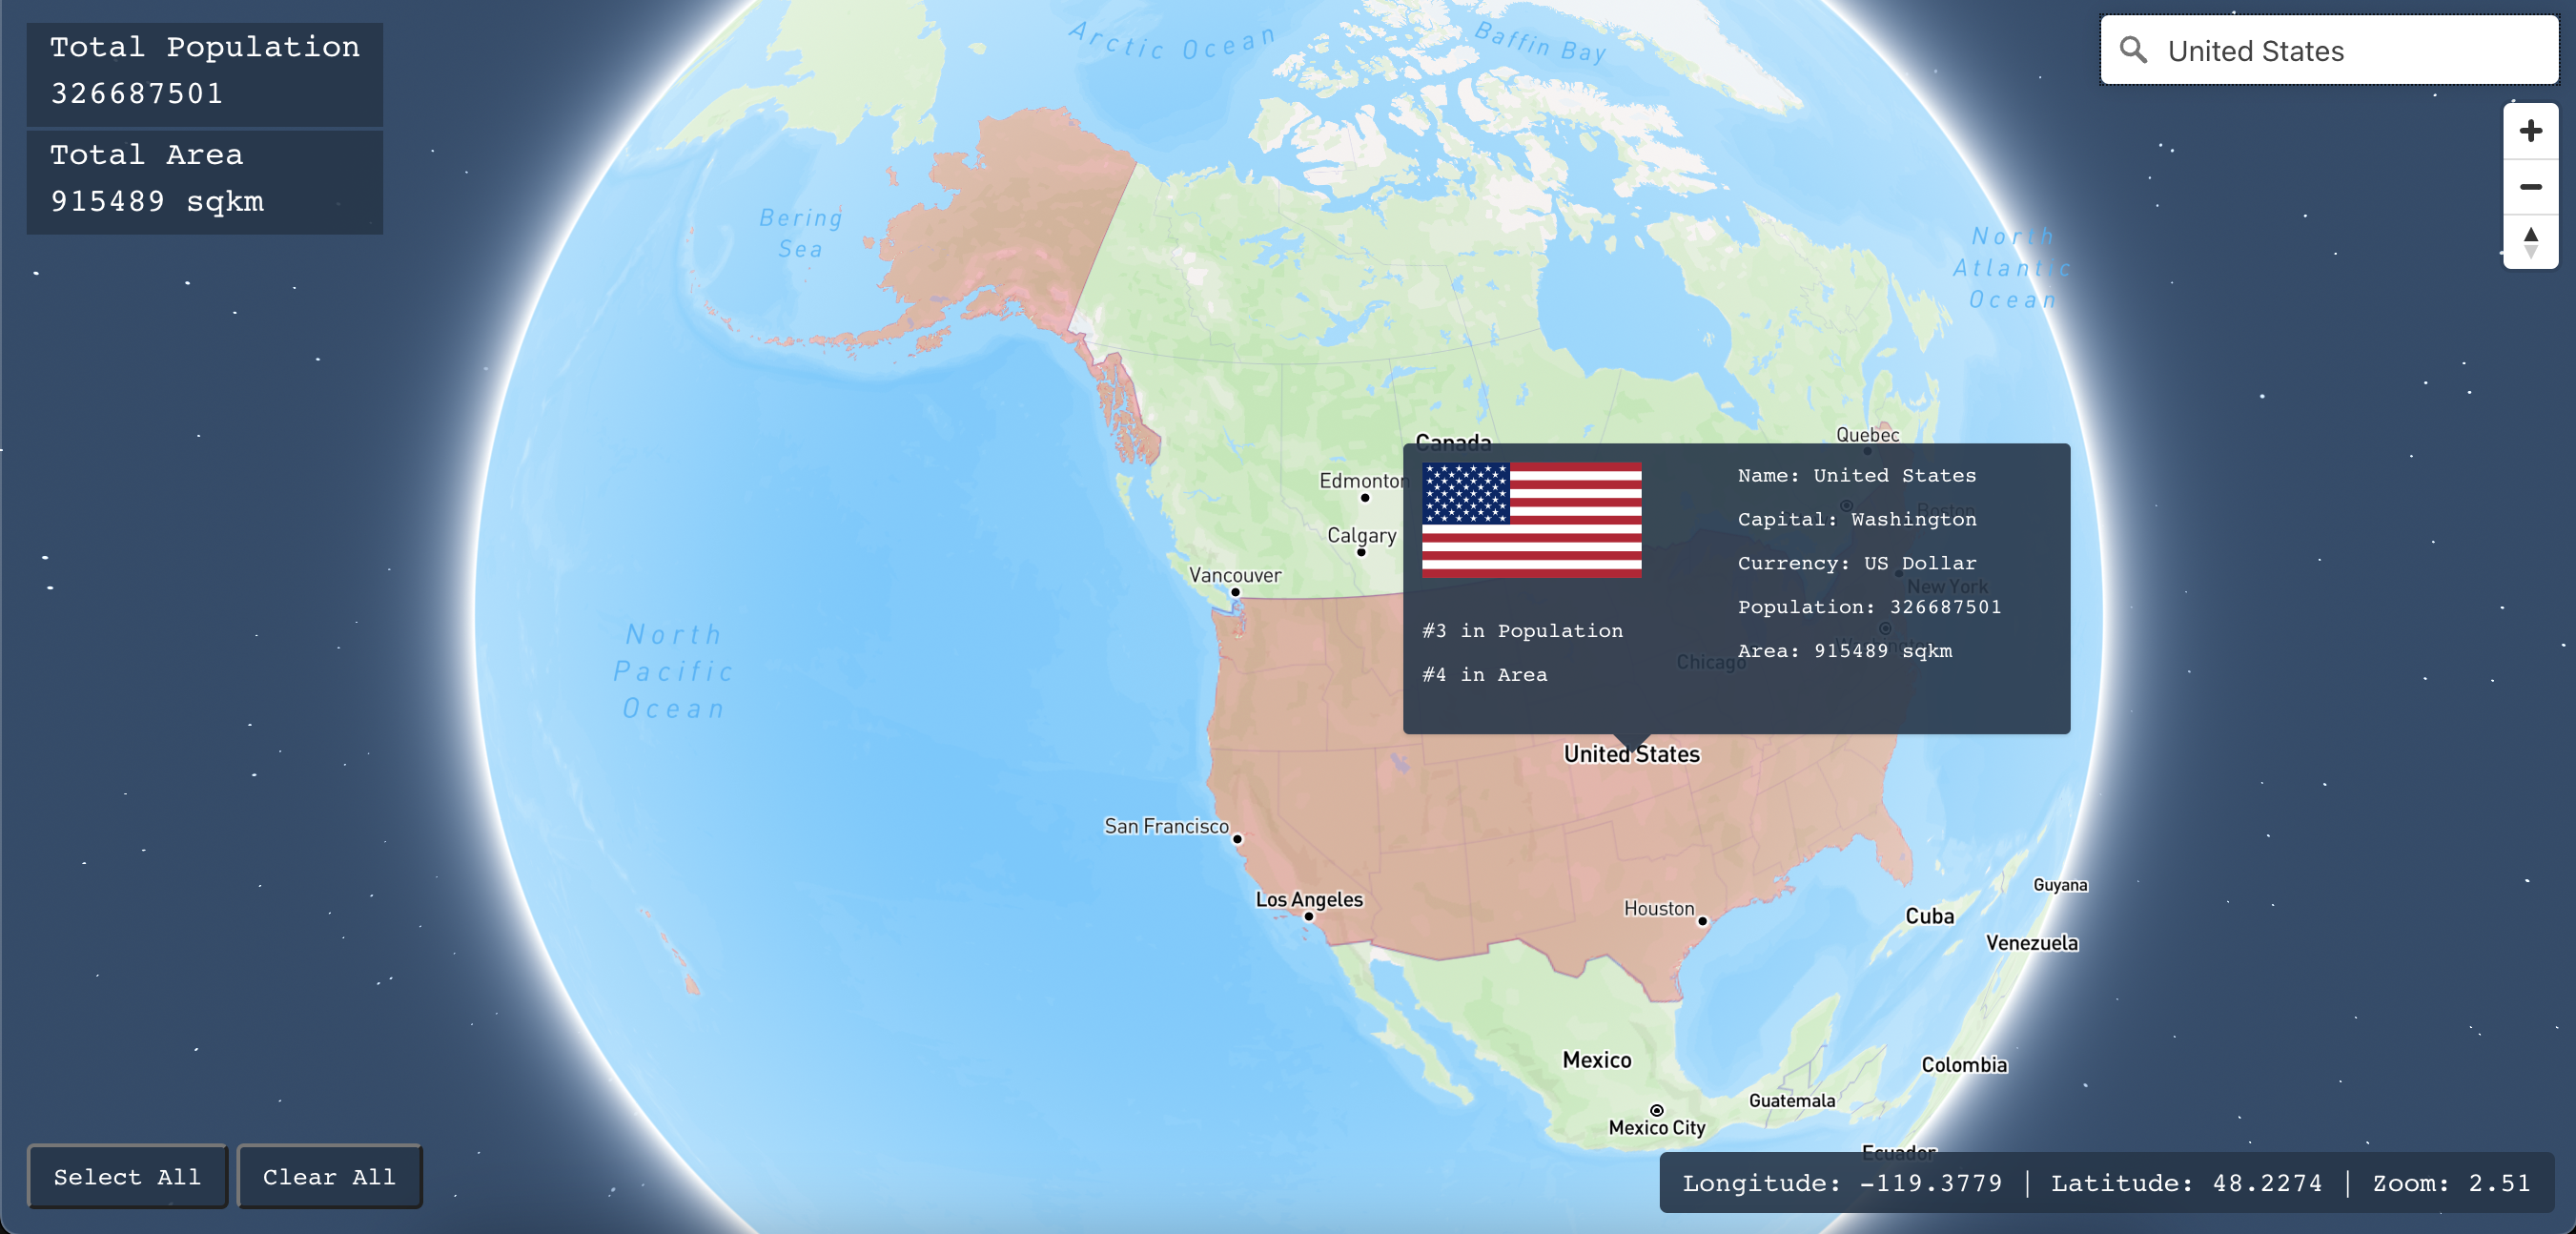 Total Population
326687501
Total Area
915489 sqkm
United States
Arctic Ocean
Baffin Bay
Bering
Sea
North
Atlantic
Ocean
Canada
Quebec
Edmonton
Calgary
Vancouver
Name: United States
Capital: Washington
Boston
Currency: US Dollar
New York
Population: 326687501
#3 in Population
Washington
Area: 915489 sqkm
Chicago
#4 in Area
North
Pacific
Ocean
United States
San Francisco
Los Angeles
Houston
Guyana
Cuba
Venezuela
Mexico
Colombia
Guatemala
Mexico City
Ecuador
Select All
Clear All
Longitude: -119.3779 | Latitude: 48.2274 | Zoom: 2.51